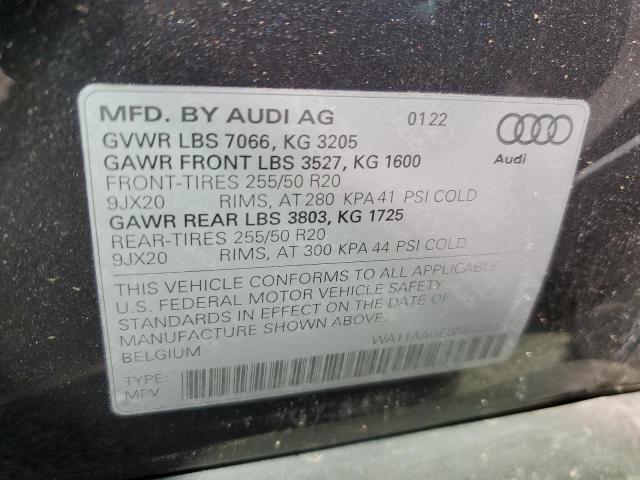 MFD. BY AUDI AG 0122
GVWR LBS 7066, KG 3205
GAWR FRONT LBS 3527, KG 1600
Audi
FRONT-TIRES 255/50 R20
9JX20 RIMS, AT 280 KPA 41 PSI COLD
GAWR REAR LBS 3803, KG 1725
REAR-TIRES 255/50 R20
9JX20 RIMS, AT 300 KPA 44 PSI COLD
THIS VEHICLE CONFORMS TO ALL APPLICABLE
U.S. FEDERAL MOTOR VEHICLE SAFETY
STANDARDS IN EFFECT ON THE DATE OF
MANUFACTURE SHOWN ABOVE.
BELGIUM
TYPE:
MPV